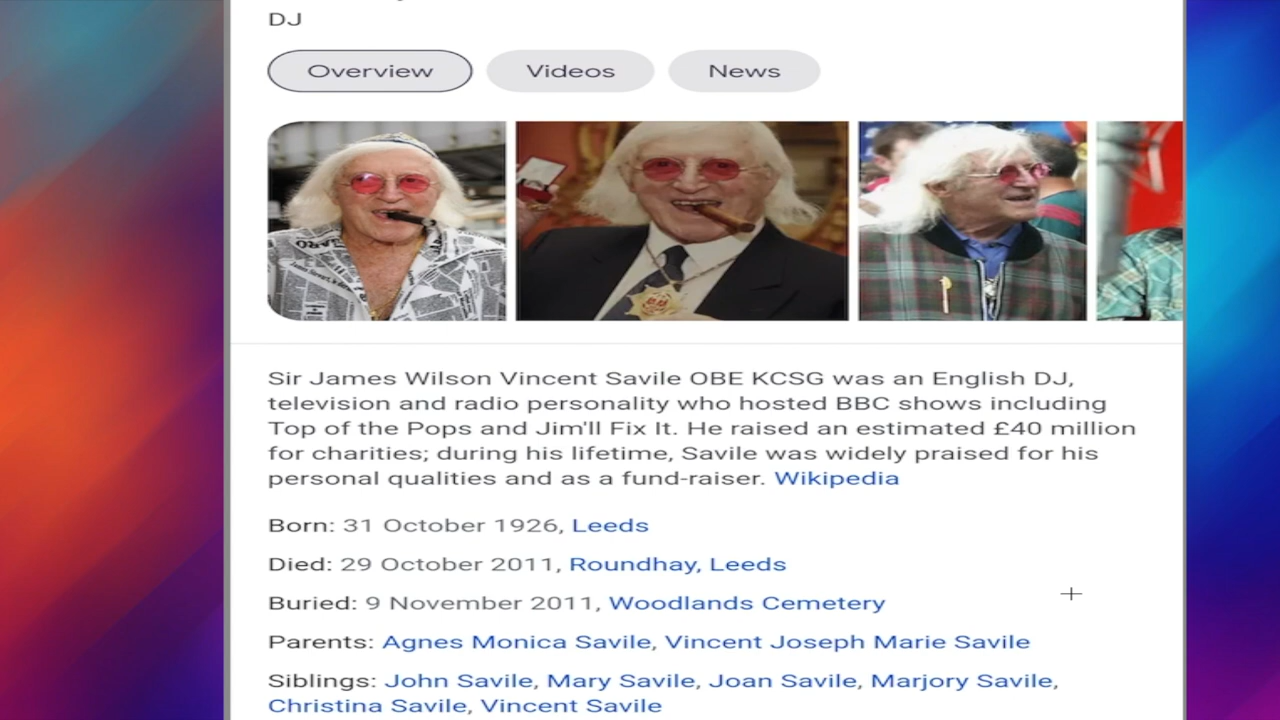 DJ
Overview
Videos
News
Sir James Wilson Vincent Savile OBE KCSG was an English DJ,
television and radio personality who hosted BBC shows including
Top of the Pops and Jim'll Fix It. He raised an estimated £40 million
for charities; during his lifetime, Savile was widely praised for his
personal qualities and as a fund-raiser. Wikipedia
Born: 31 October 1926, Leeds
Died: 29 October 2011, Roundhay, Leeds
Buried: 9 November 2011, Woodlands Cemetery
Parents: Agnes Monica Savile, Vincent Joseph Marie Savile
Siblings: John Savile, Mary Savile, Joan Savile, Marjory Savile,
Christina Savile, Vincent Savile